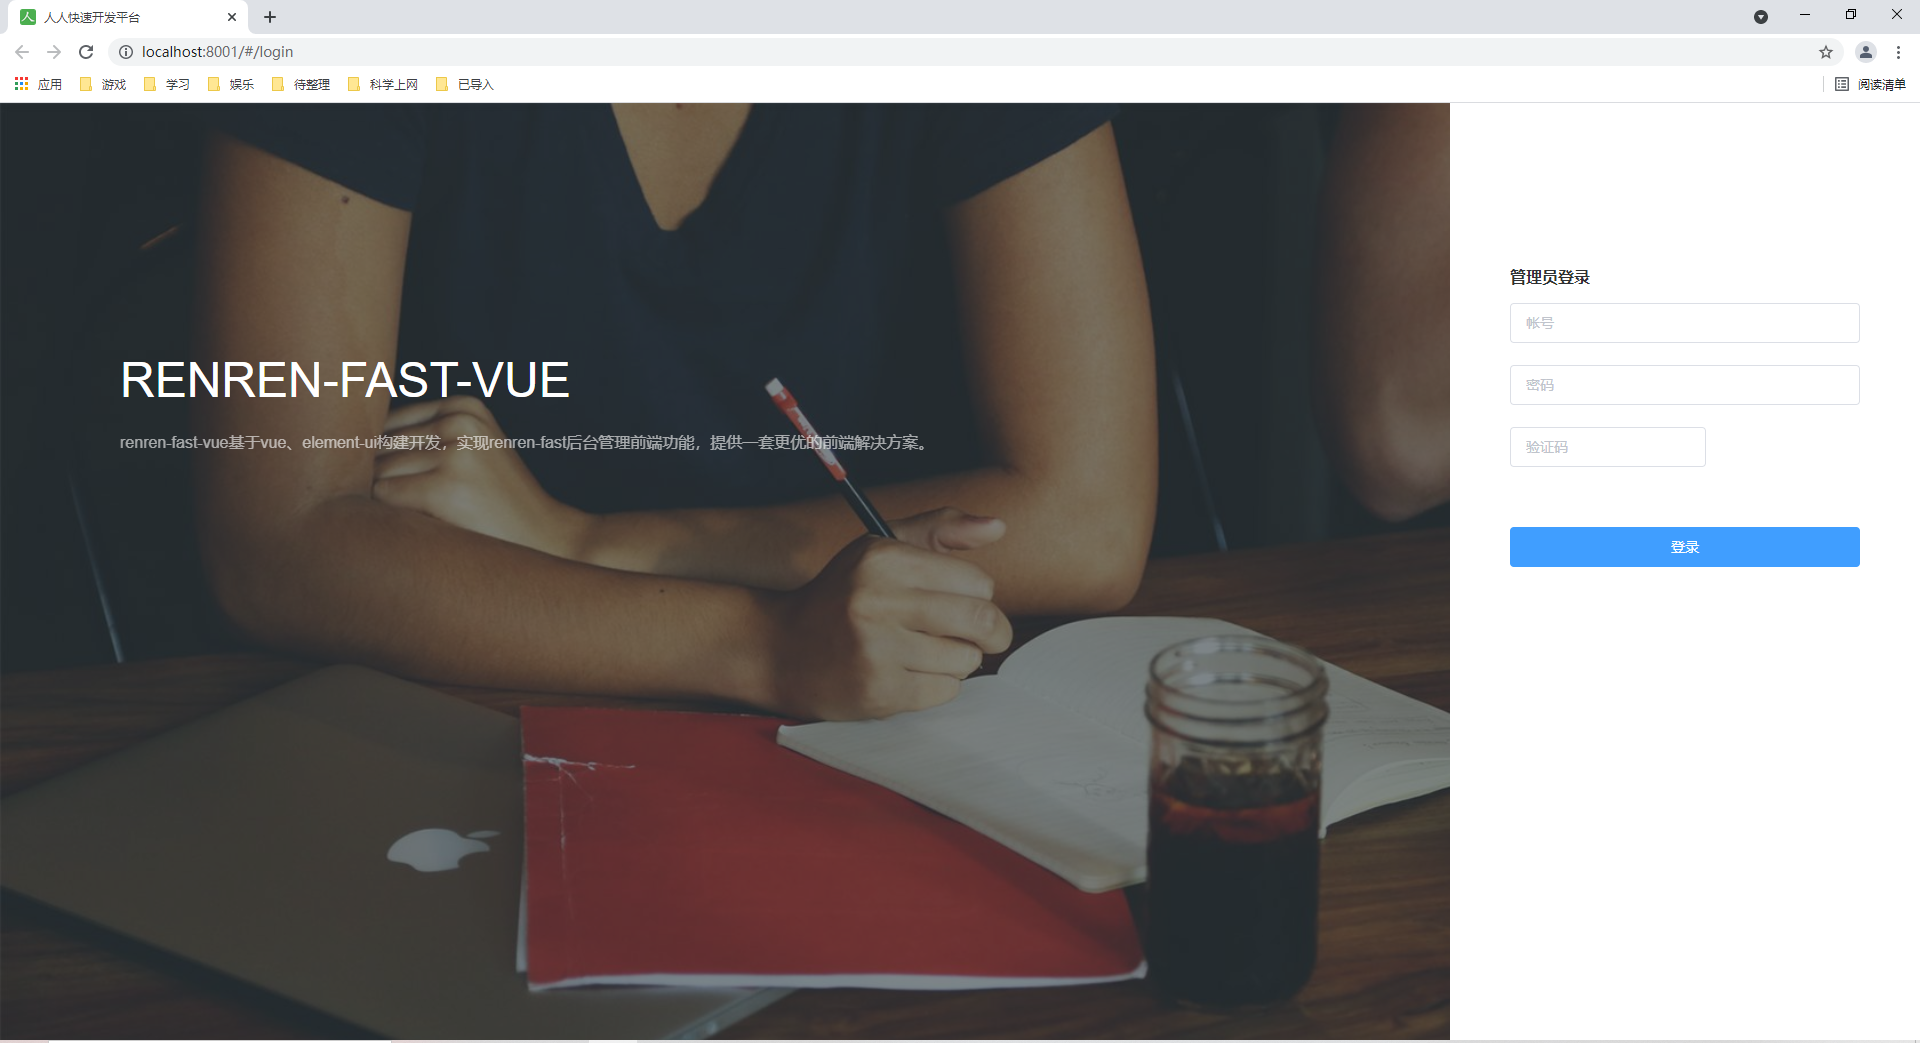 人人快速开发平台
localhost:8001/#/login
应用 游戏 学习 娱乐 待整理 科学上网 已导入 阅读清单
RENREN-FAST-VUE
renren-fast-vue基于vue、element-ui构建开发，实现renren-fast后台管理前端功能，提供一套更优的前端解决方案。
管理员登录
帐号
密码
验证码
登录